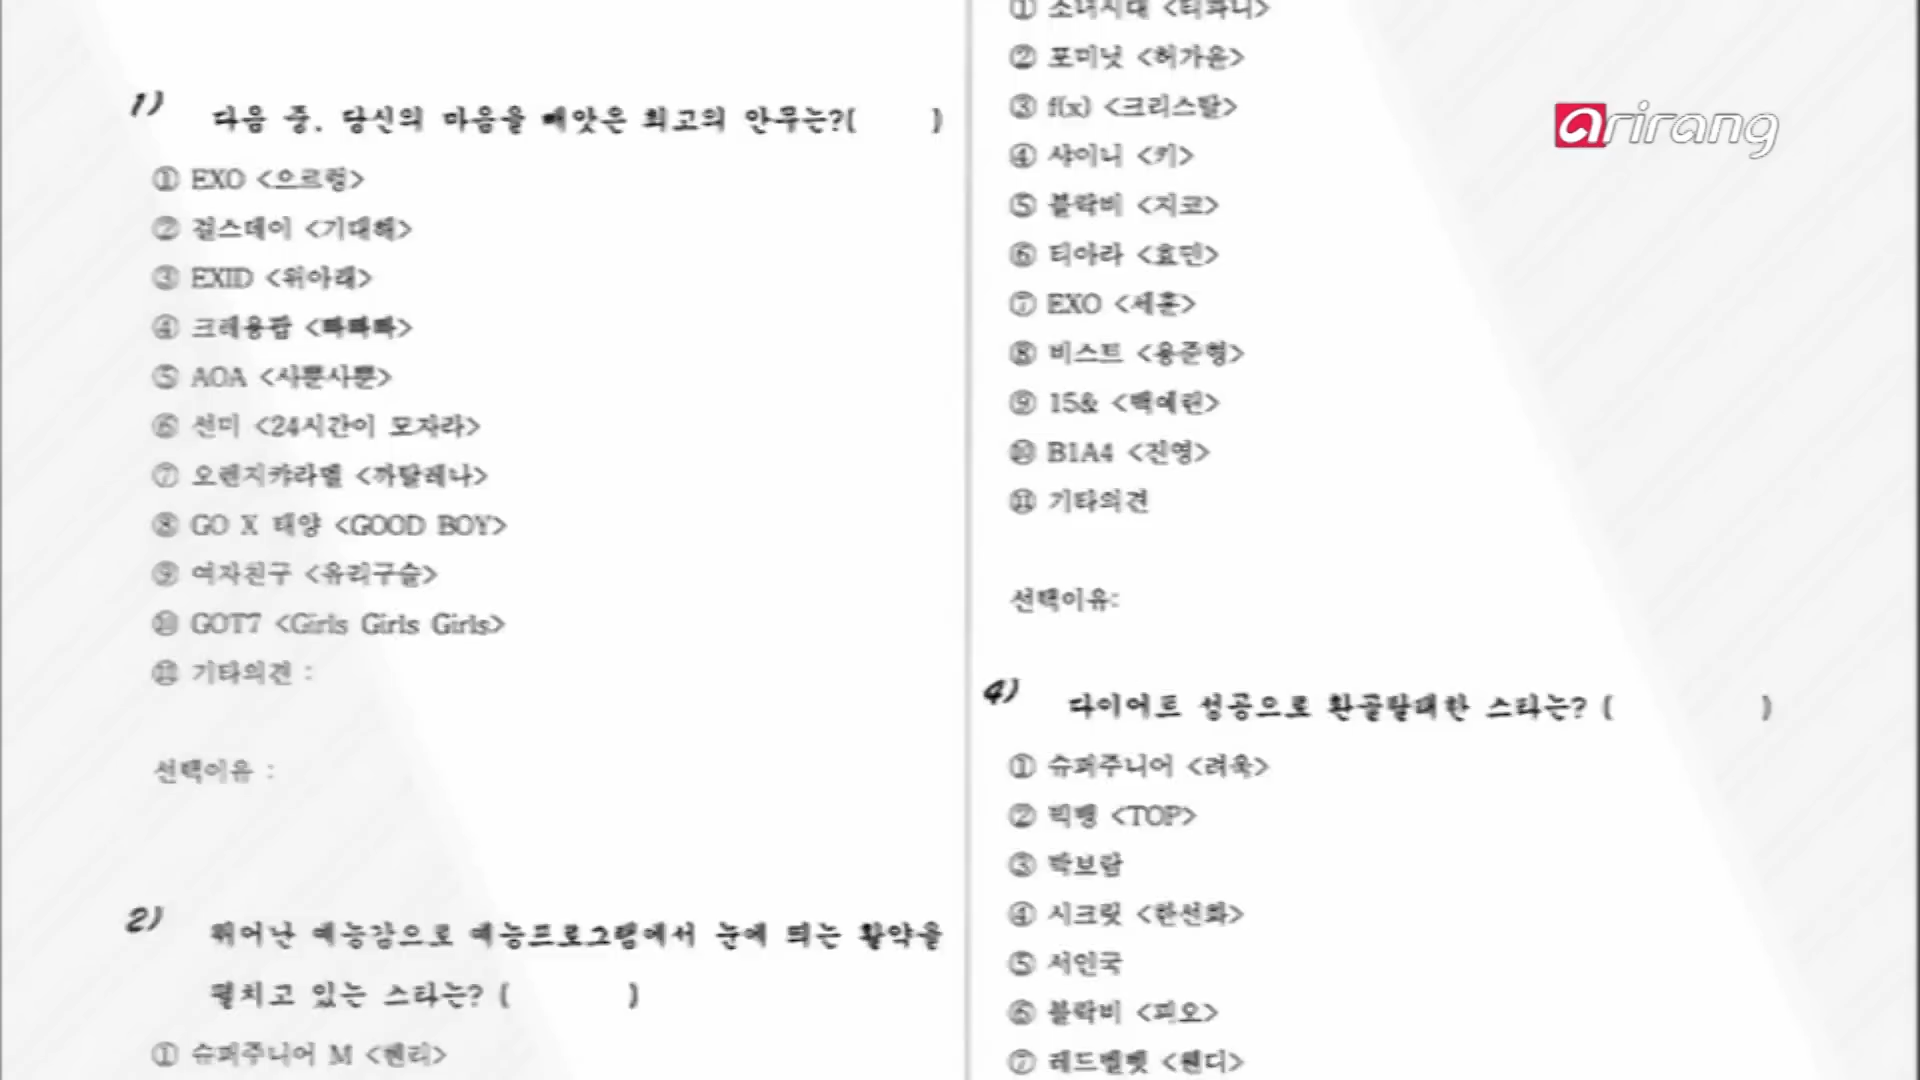 1) 다음 중, 당신의 마음을 빼앗은 최고의 안무는?( )
① EXO <으르렁>
② 걸스데이 <기대해>
③ EXID <위아래>
④ 크레용팝 <빠빠빠>
⑤ AOA <사뿐사뿐>
⑥ 선미 <24시간이 모자라>
⑦ 오렌지캬라멜 <까탈레나>
⑧ GO X 태양 <GOOD BOY>
⑨ 여자친구 <유리구슬>
⑩ GOT7 <Girls Girls Girls>
⑪ 기타의견 :
선택이유 :
2) 뛰어난 예능감으로 예능프로그램에서 눈에 띄는 활약을
펼치고 있는 스타는? ( )
① 슈퍼주니어 M <헨리>
① 소녀시대 <티파니>
② 포미닛 <허가윤>
③ f(x) <크리스탈>
④ 샤이니 <키>
⑤ 블락비 <지코>
⑥ 티아라 <효민>
⑦ EXO <세훈>
⑧ 비스트 <용준형>
⑨ 15& <백예린>
⑩ B1A4 <진영>
⑪ 기타의견
선택이유:
4) 다이어트 성공으로 환골탈태한 스타는? ( )
① 슈퍼주니어 <려욱>
② 빅뱅 <TOP>
③ 박보람
④ 시크릿 <한선화>
⑤ 서인국
⑥ 블락비 <피오>
⑦ 레드벨벳 <웬디>
arirang